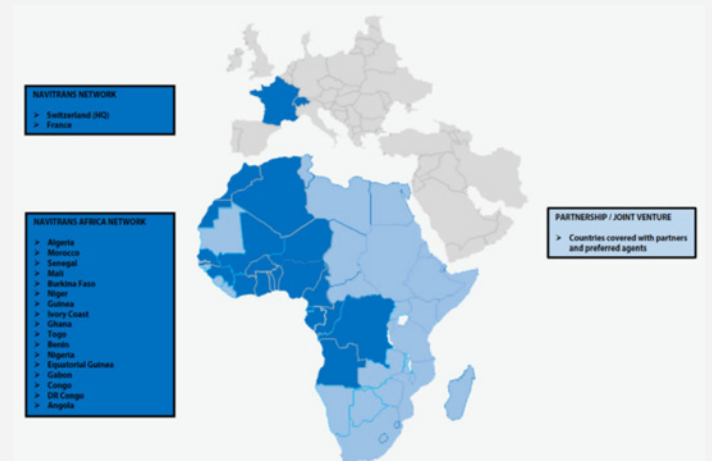 NAVITRANS NETWORK
➢ Switzerland (HQ)
➢ France
NAVITRANS AFRICA NETWORK
➢ Algeria
➢ Morocco
➢ Senegal
➢ Mali
➢ Burkina Faso
➢ Niger
➢ Guinea
➢ Ivory Coast
➢ Ghana
➢ Togo
➢ Benin
➢ Nigeria
➢ Equatorial Guinee
➢ Gabon
➢ Congo
➢ DR Congo
➢ Angola
PARTNERSHIP / JOINT VENTURE
➢ Countries covered with partners
and preferred agents